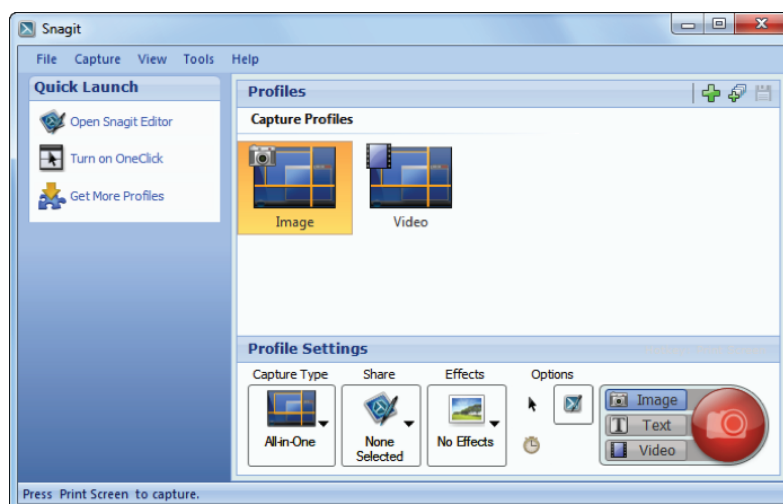 Snagit
File Capture View Tools Help
Quick Launch
Open Snagit Editor
Turn on OneClick
Get More Profiles
Profiles
Capture Profiles
Image Video
Profile Settings
Capture Type Share Effects Options
All-in-One
None
Selected
No Effects
Image
Text
Video
Press Print Screen to capture.